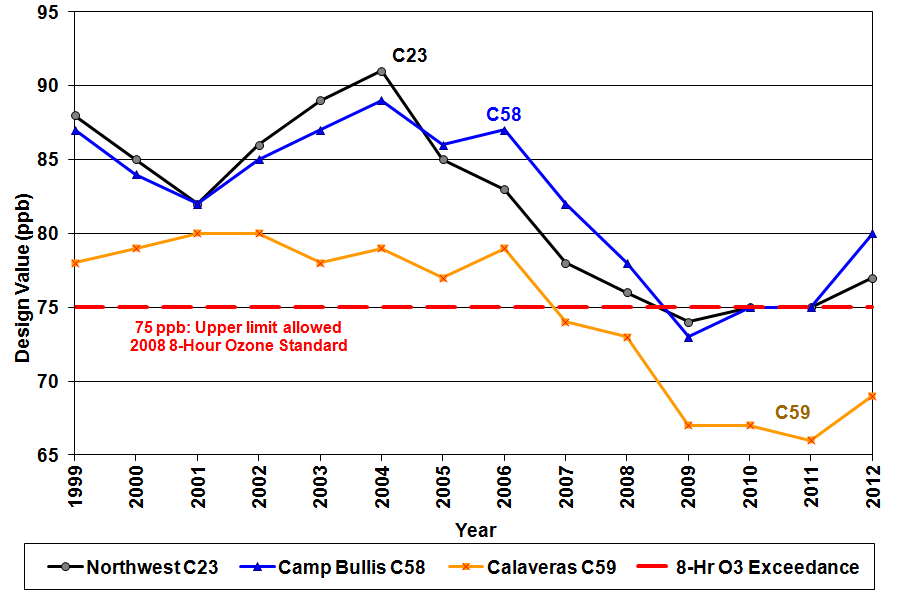 95
90
85
80
75
70
65
Design Value (ppb)
C23
C58
75 ppb: Upper limit allowed
2008 8-Hour Ozone Standard
C59
1999 2000 2001 2002 2003 2004 2005 2006 2007 2008 2009 2010 2011 2012
Year
Northwest C23 Camp Bullis C58 Calaveras C59 8-Hr O3 Exceedance